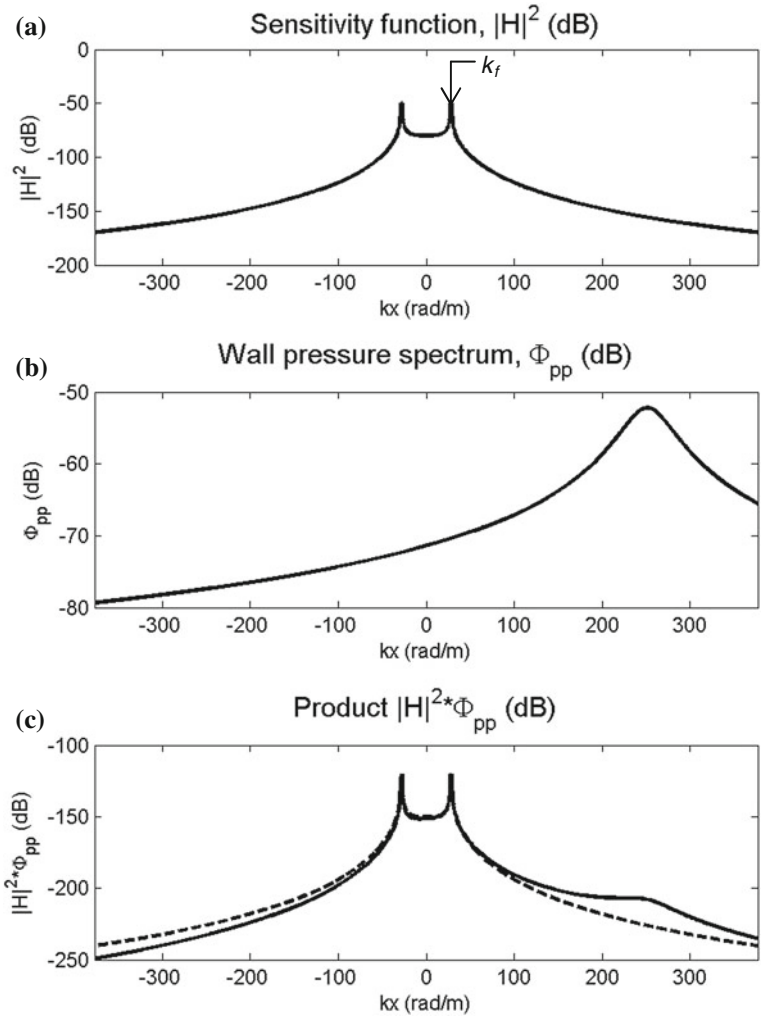 (a)
Sensitivity function, |H|² (dB)
k_f
0
-50
-100
-150
-200
|H|² (dB)
-300 -200 -100 0 100 200 300
kx (rad/m)
(b)
Wall pressure spectrum, Φ_pp (dB)
-50
-60
-70
-80
Φ_pp (dB)
-300 -200 -100 0 100 200 300
kx (rad/m)
(c)
Product |H|²*Φ_pp (dB)
-100
-150
-200
-250
|H|²*Φ_pp (dB)
-300 -200 -100 0 100 200 300
kx (rad/m)